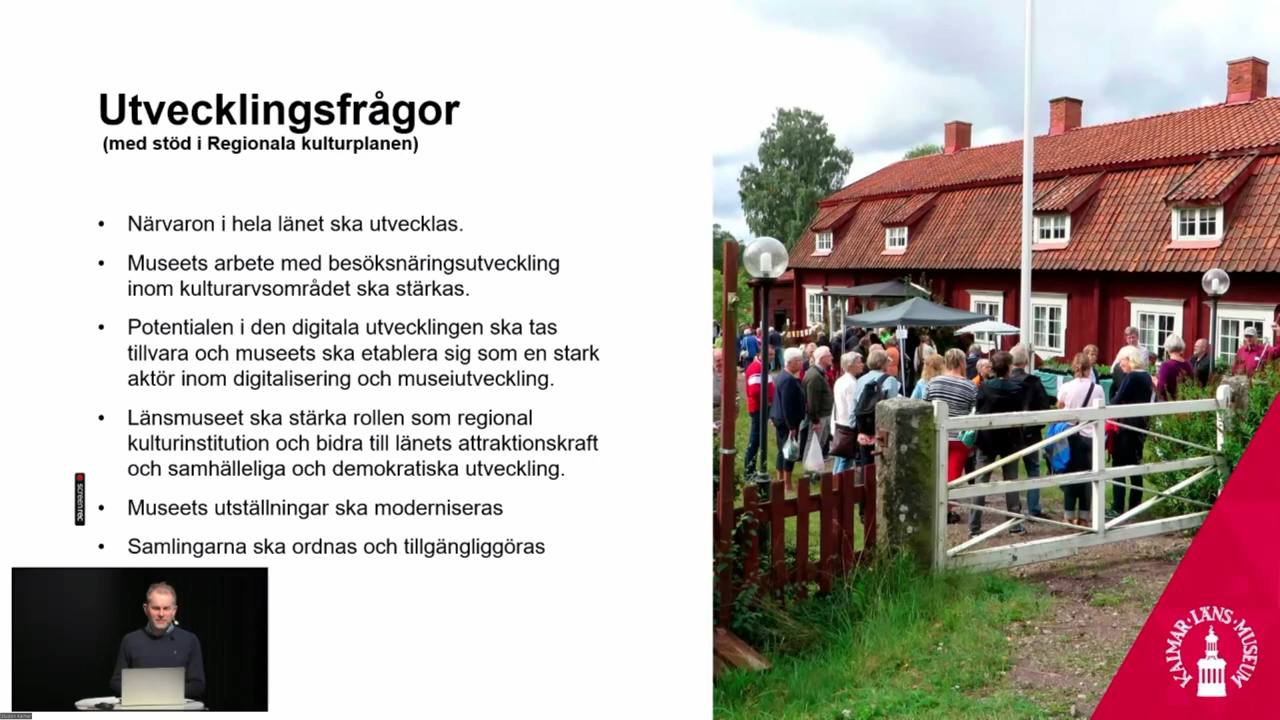 Utvecklingsfrågor
(med stöd i Regionala kulturplanen)
• Närvaron i hela länet ska utvecklas.
• Museets arbete med besöksnäringsutveckling
inom kulturarvsområdet ska stärkas.
• Potentialen i den digitala utvecklingen ska tas
tillvara och museets ska etablera sig som en stark
aktör inom digitalisering och museiutveckling.
• Länsmuseet ska stärka rollen som regional
kulturinstitution och bidra till länets attraktionskraft
och samhälleliga och demokratiska utveckling.
• Museets utställningar ska moderniseras
• Samlingarna ska ordnas och tillgängliggöras
screenrec
KALMAR·LÄNS·MUSEUM